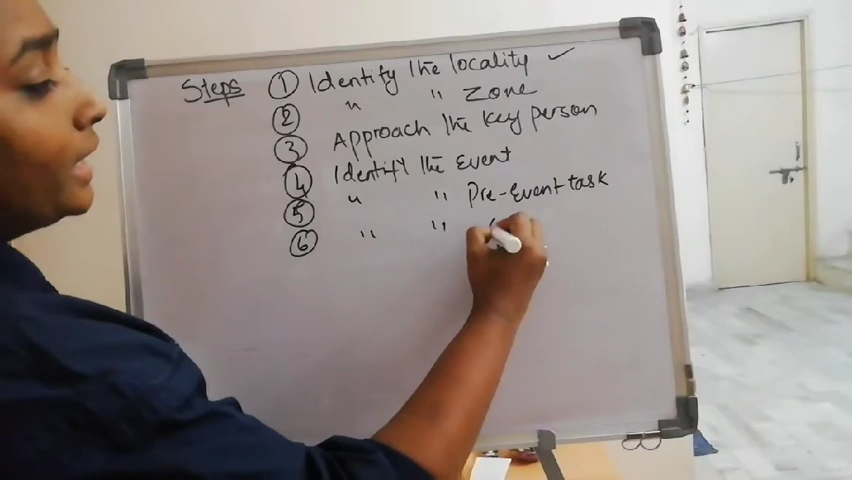 Steps ① Identify the locality ✓
② " " Zone
③ Approach the key person
④ Identify the Event
⑤ " " Pre-Event task
⑥ " "